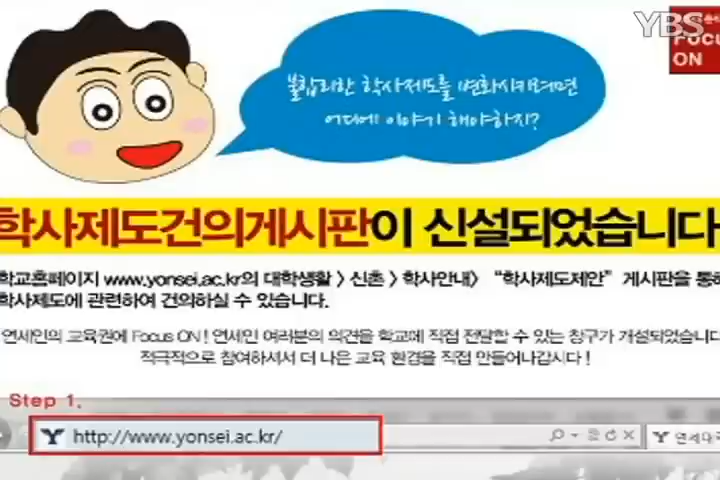 YBS
FOCUS
ON
불합리한 학사제도를 변화시키려면
어디에 이야기 해야하지?
학사제도건의게시판이 신설되었습니다
학교홈페이지 www.yonsei.ac.kr의 대학생활 > 신촌 > 학사안내> “학사제도제안” 게시판을 통해
학사제도에 관련하여 건의하실 수 있습니다.
연세인의 교육권에 Focus ON! 연세인 여러분의 의견을 학교에 직접 전달할 수 있는 창구가 개설되었습니다
적극적으로 참여하셔서 더 나은 교육 환경을 직접 만들어나갑시다!
Step 1.
http://www.yonsei.ac.kr/
연세대